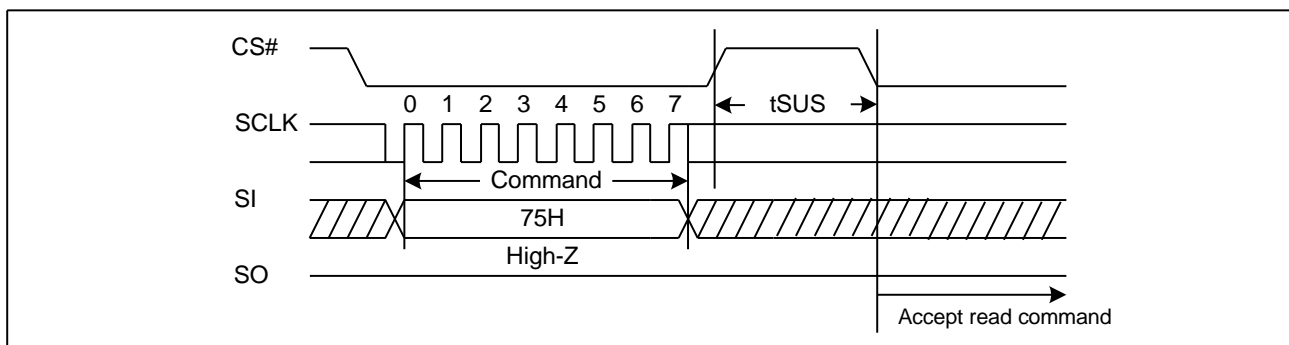 CS#
0 1 2 3 4 5 6 7
tSUS
SCLK
Command
SI
75H
High-Z
SO
Accept read command